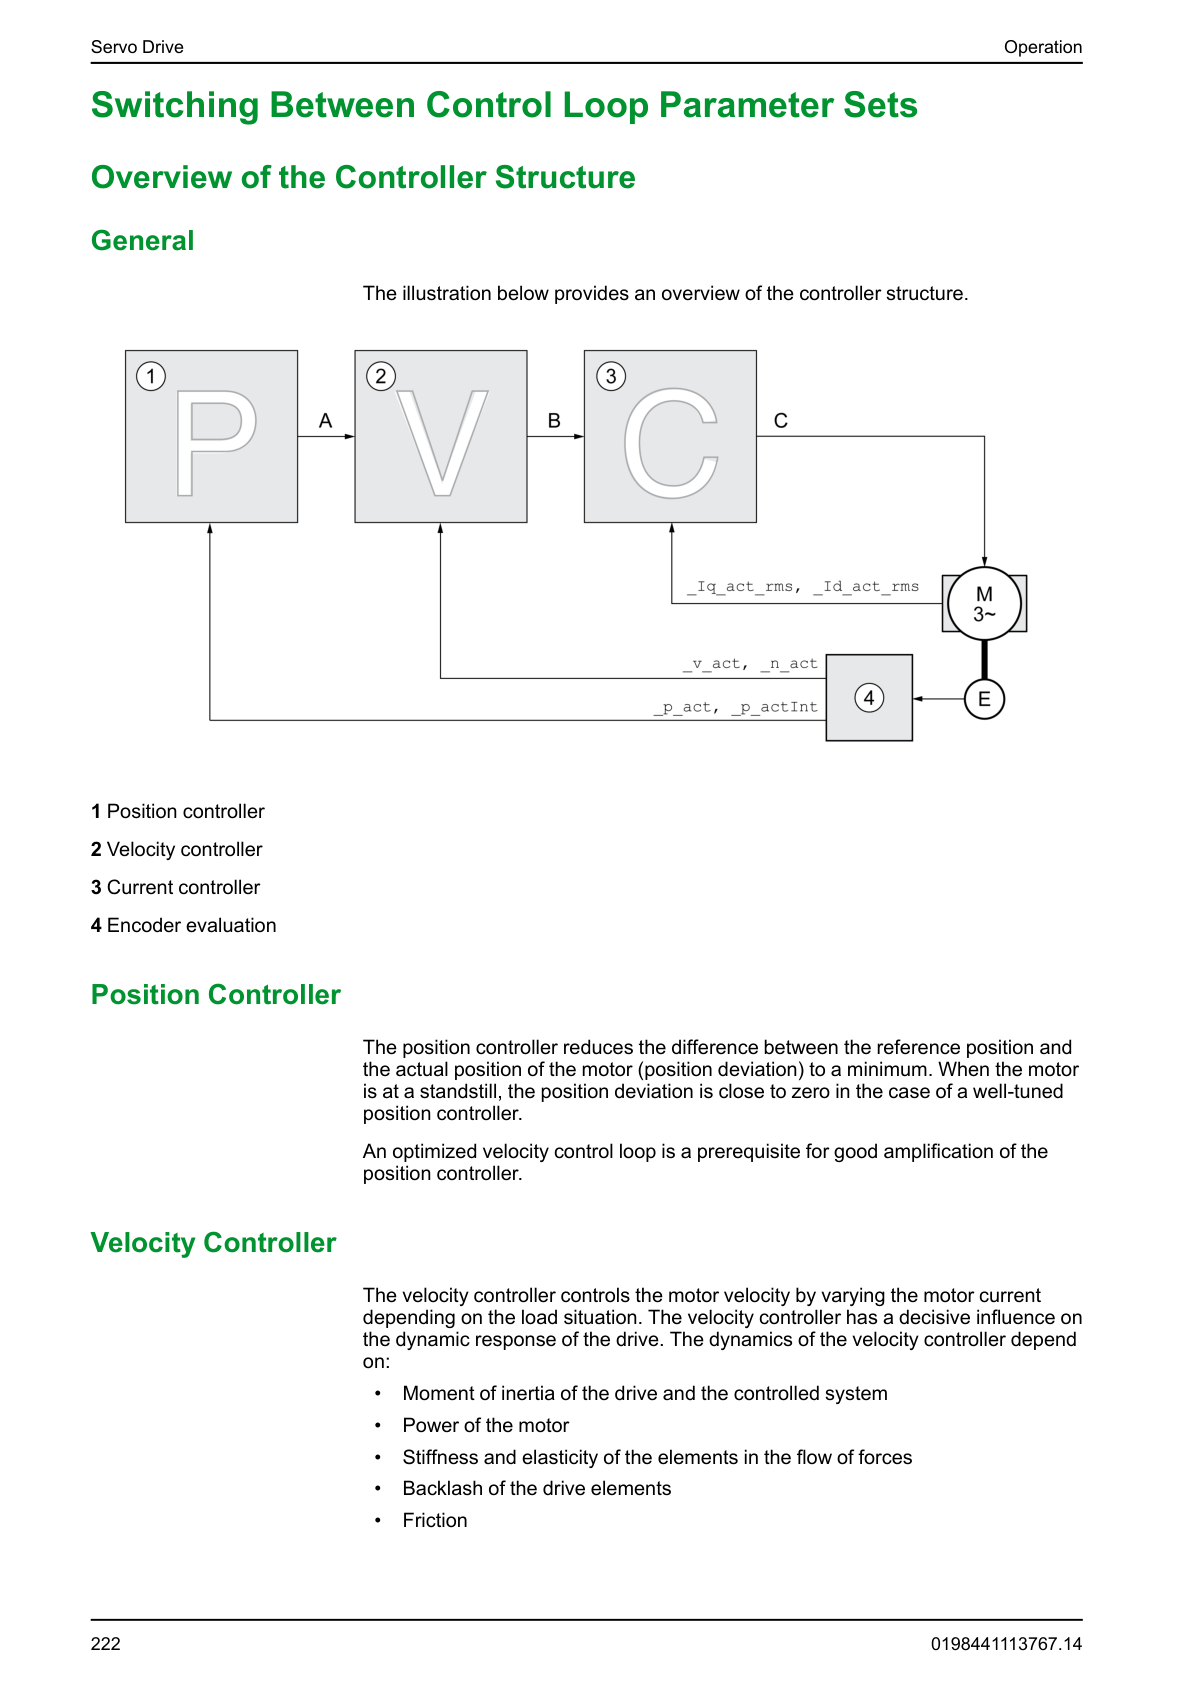 Servo Drive Operation
Switching Between Control Loop Parameter Sets
Overview of the Controller Structure
General
The illustration below provides an overview of the controller structure.
1 2 3
P A V B C C
_Iq_act_rms, _Id_act_rms
M
3~
_v_act, _n_act
4 E
_p_act, _p_actInt
1 Position controller
2 Velocity controller
3 Current controller
4 Encoder evaluation
Position Controller
The position controller reduces the difference between the reference position and
the actual position of the motor (position deviation) to a minimum. When the motor
is at a standstill, the position deviation is close to zero in the case of a well-tuned
position controller.
An optimized velocity control loop is a prerequisite for good amplification of the
position controller.
Velocity Controller
The velocity controller controls the motor velocity by varying the motor current
depending on the load situation. The velocity controller has a decisive influence on
the dynamic response of the drive. The dynamics of the velocity controller depend
on:
• Moment of inertia of the drive and the controlled system
• Power of the motor
• Stiffness and elasticity of the elements in the flow of forces
• Backlash of the drive elements
• Friction
222 0198441113767.14